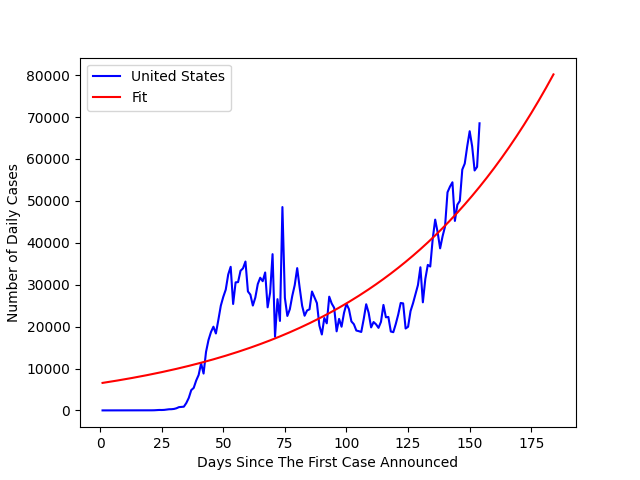 United States
Fit
80000
70000
60000
50000
40000
30000
20000
10000
0
Number of Daily Cases
0 25 50 75 100 125 150 175
Days Since The First Case Announced